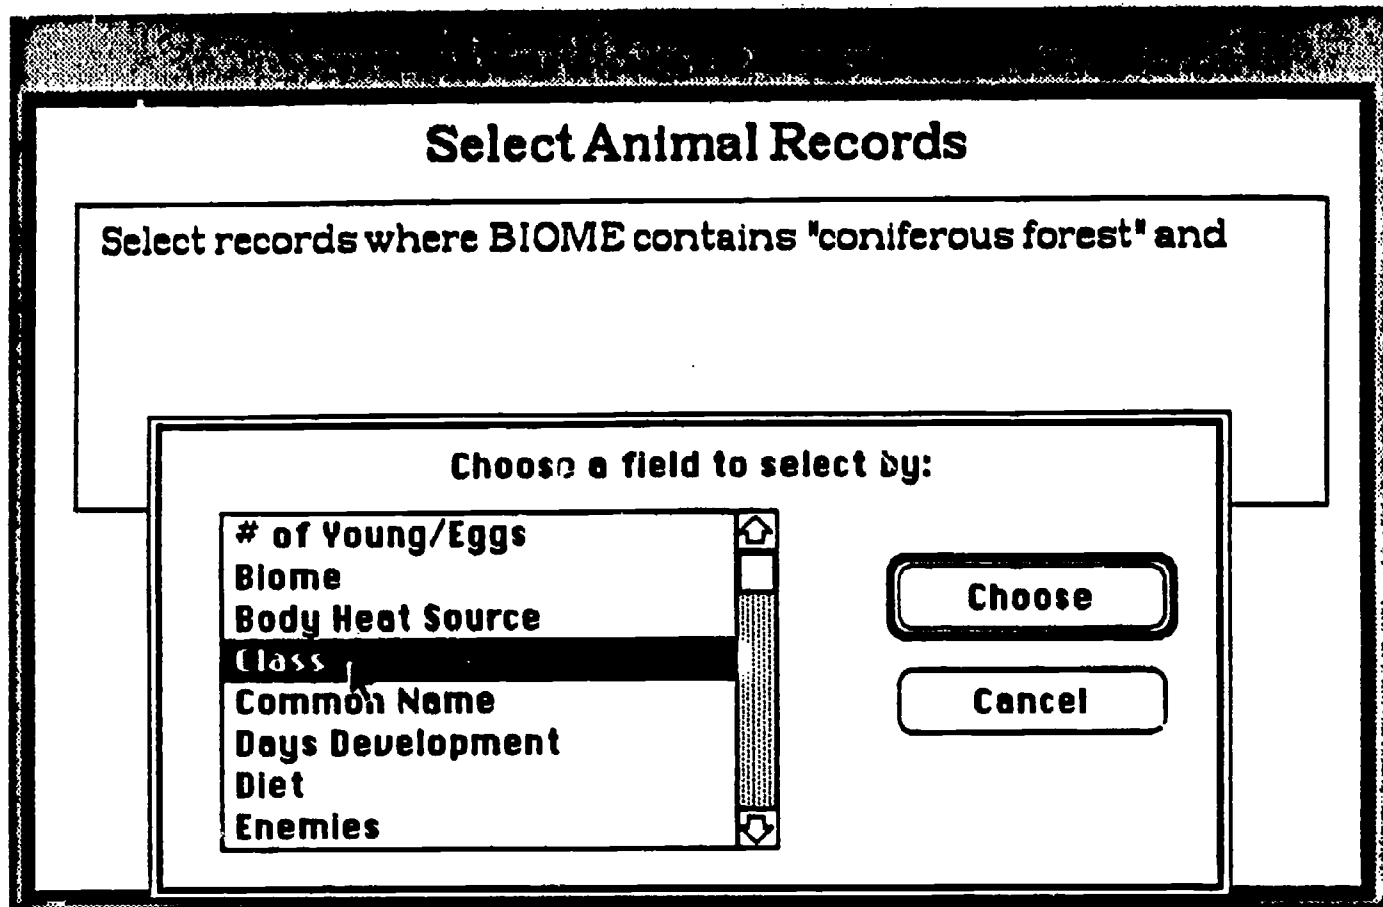 Select Animal Records
Select records where BIOME contains "coniferous forest" and
Choose a field to select by:
# of Young/Eggs
Biome
Body Heat Source
Class
Common Name
Days Development
Diet
Enemies
Choose
Cancel